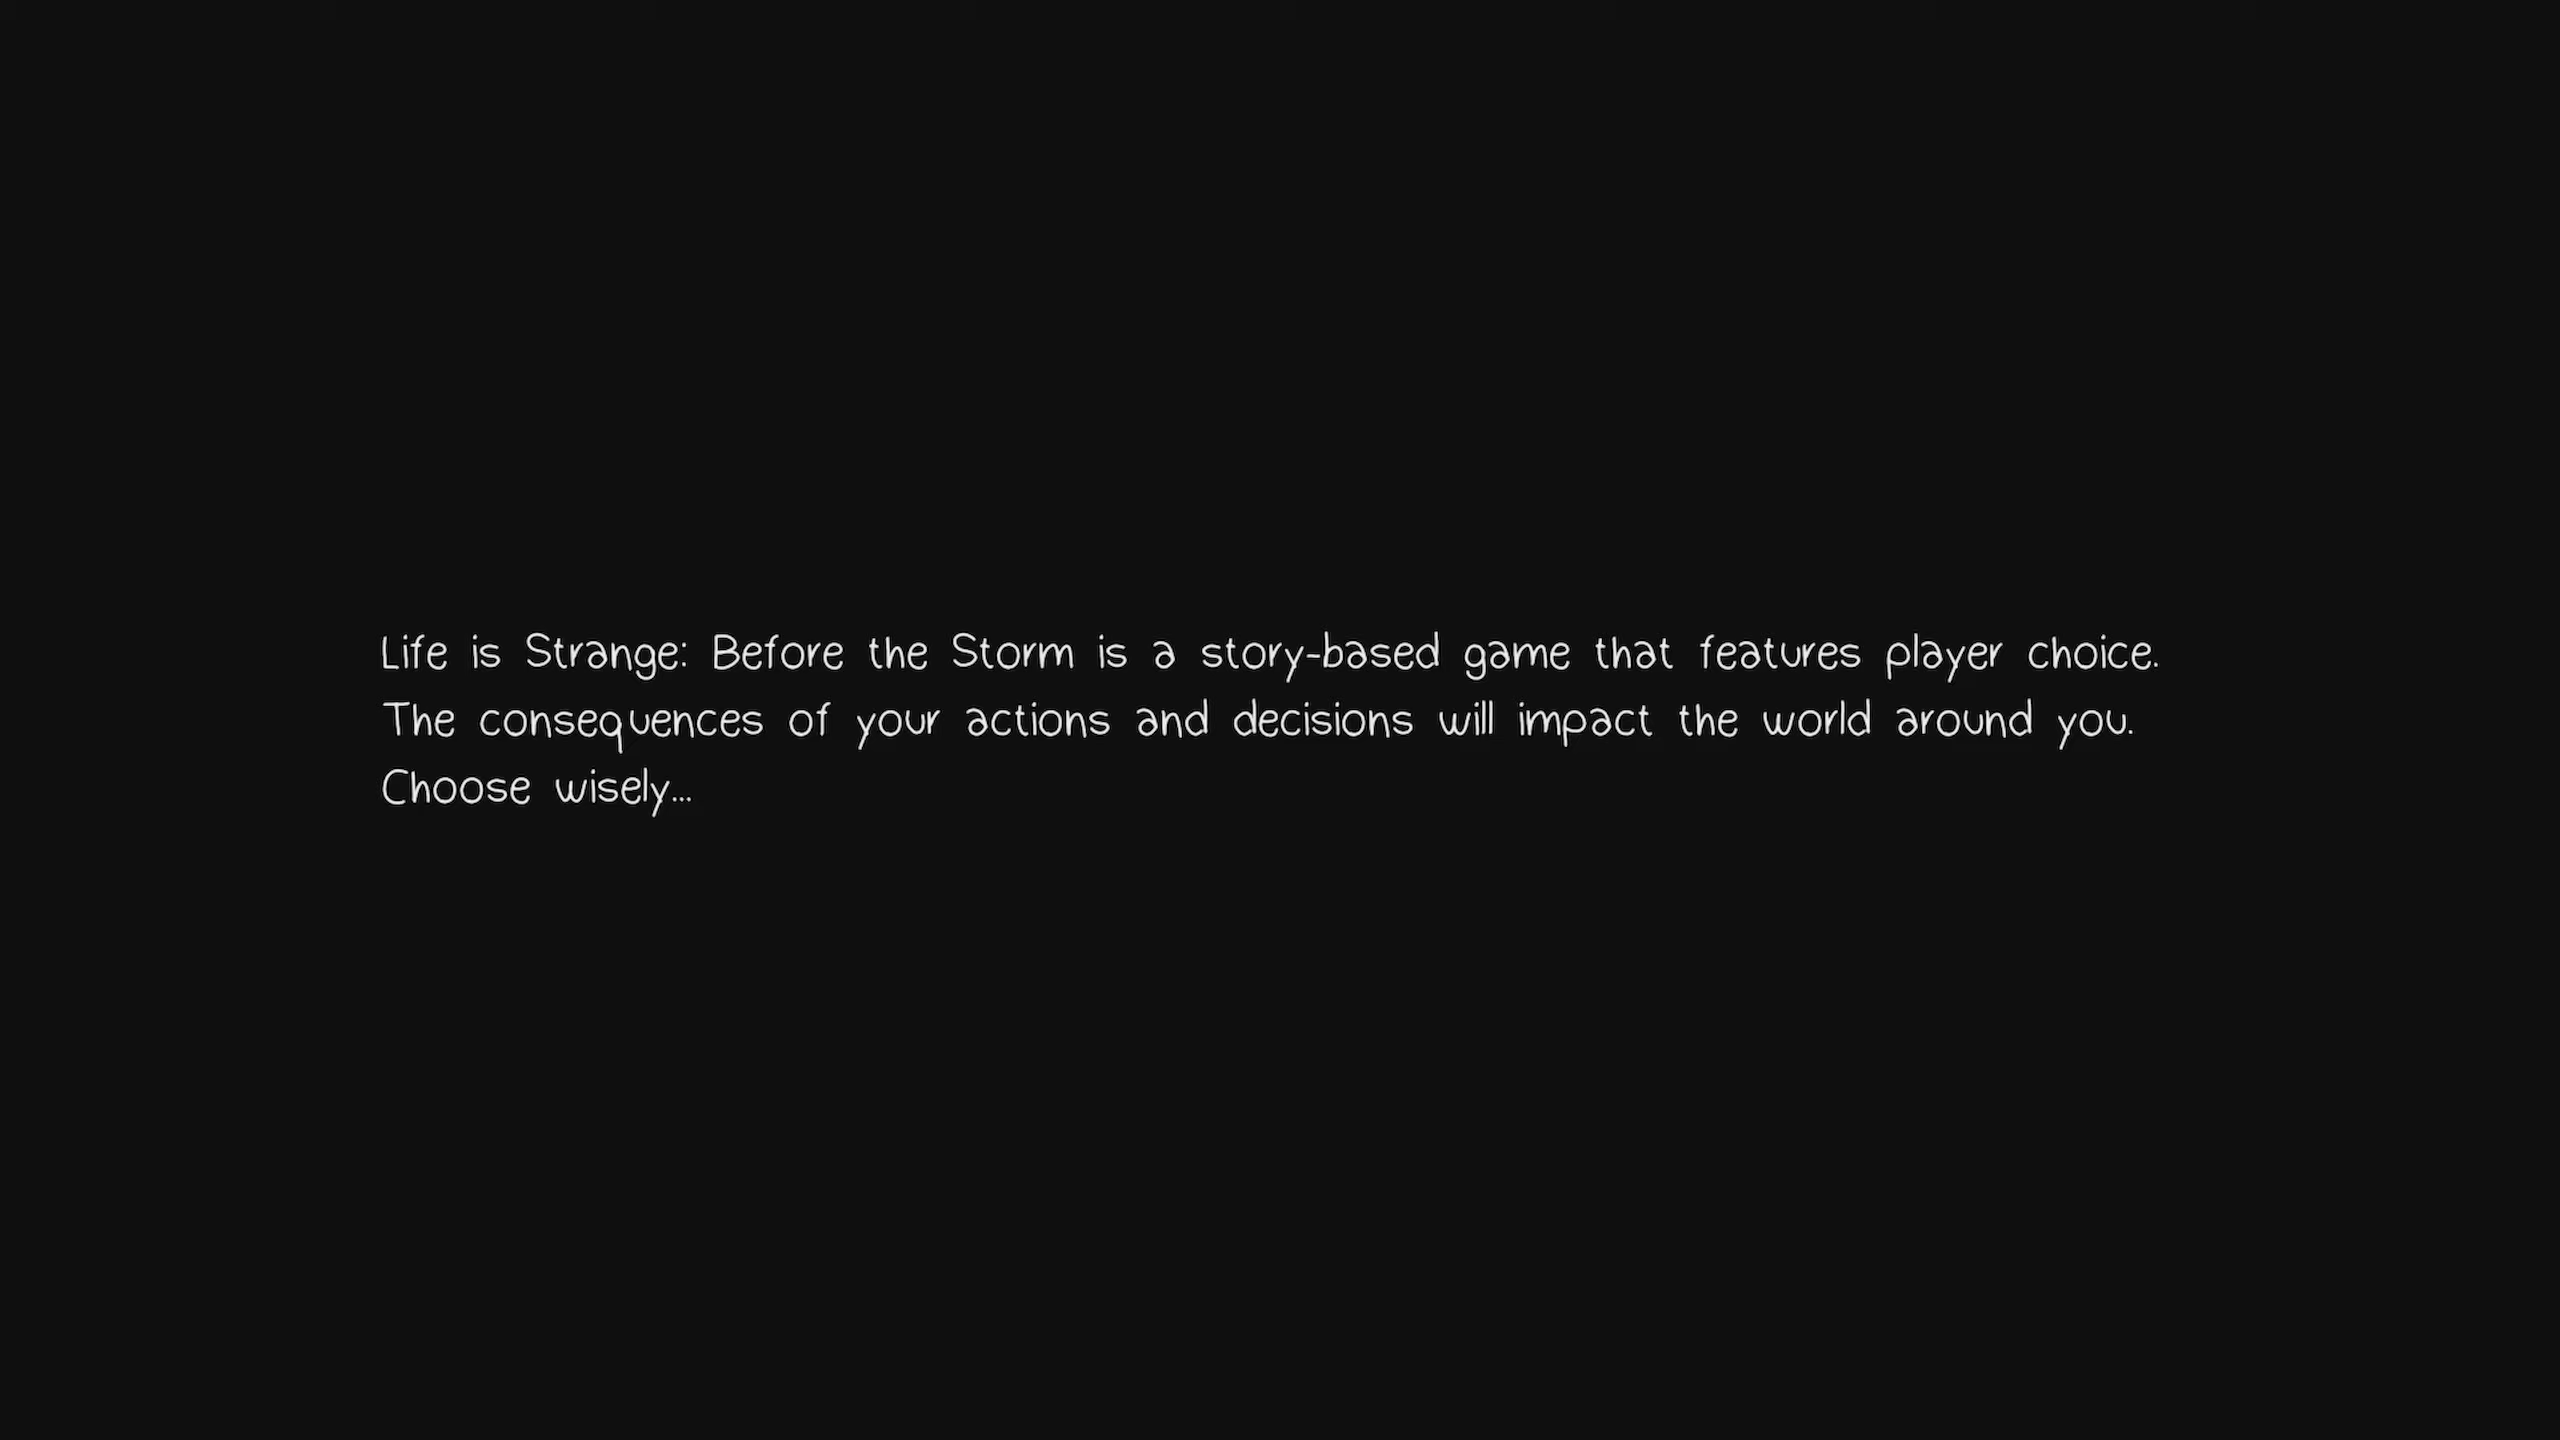 Life is Strange: Before the Storm is a story-based game that features player choice.
The consequences of your actions and decisions will impact the world around you.
Choose wisely...